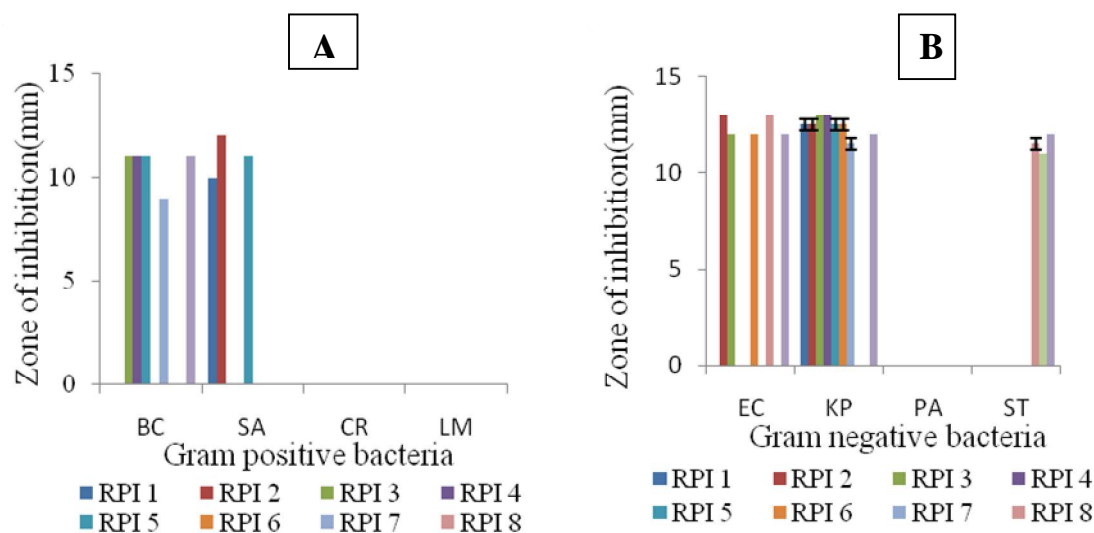 A
15
10
5
0
Zone of inhibition(mm)
BC SA CR LM
Gram positive bacteria
RPI 1 RPI 2 RPI 3 RPI 4
RPI 5 RPI 6 RPI 7 RPI 8
B
15
10
5
0
Zone of inhibition(mm)
EC KP PA ST
Gram negative bacteria
RPI 1 RPI 2 RPI 3 RPI 4
RPI 5 RPI 6 RPI 7 RPI 8